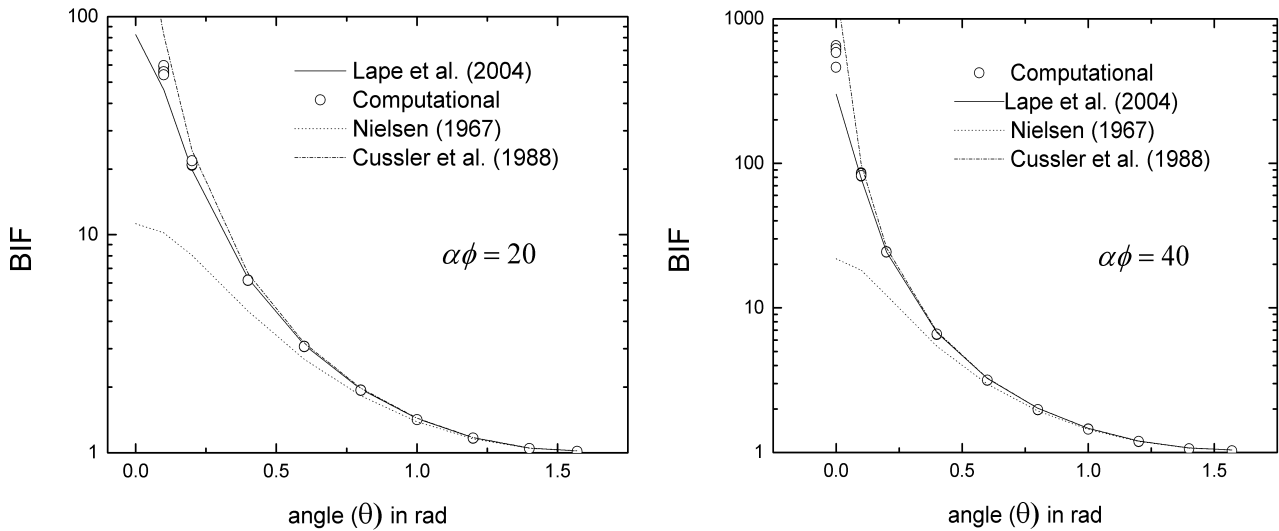 100
10
1
BIF
Lape et al. (2004)
Computational
Nielsen (1967)
Cussler et al. (1988)
αϕ = 20
0.0 0.5 1.0 1.5
angle (θ) in rad
1000
100
10
1
BIF
Computational
Lape et al. (2004)
Nielsen (1967)
Cussler et al. (1988)
αϕ = 40
0.0 0.5 1.0 1.5
angle (θ) in rad